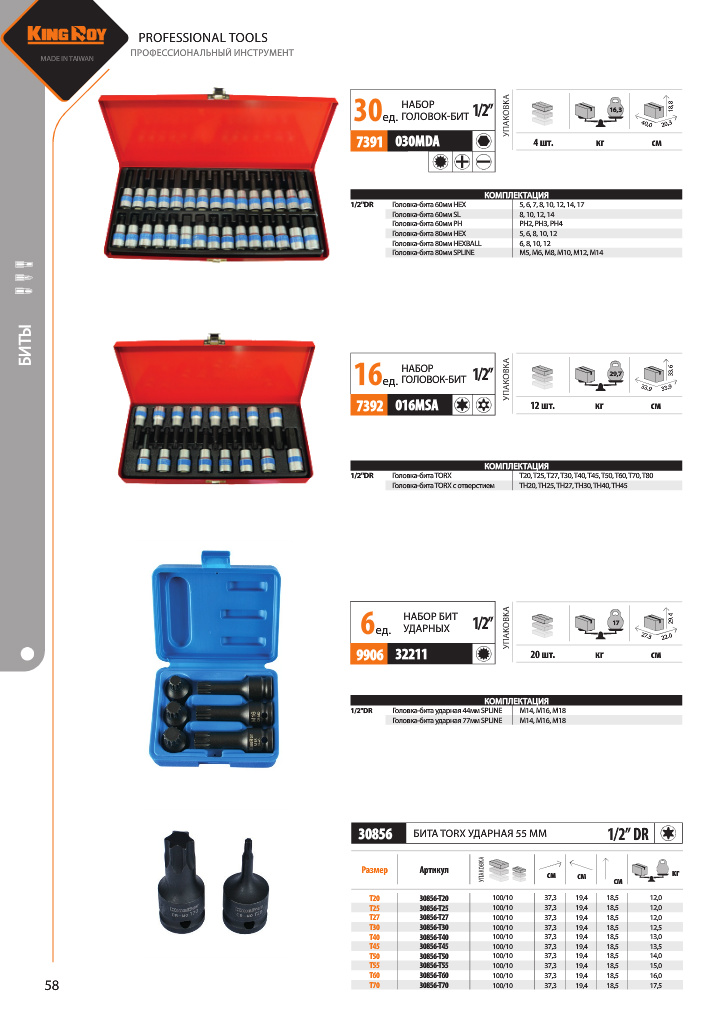 KING ROY
MADE IN TAIWAN
PROFESSIONAL TOOLS
ПРОФЕССИОНАЛЬНЫЙ ИНСТРУМЕНТ
БИТЫ
30 ед. НАБОР ГОЛОВОК-БИТ 1/2"
7391 030MDA
УПАКОВКА
16,3
40,0 20,3 18,8
4 шт. кг см
КОМПЛЕКТАЦИЯ
1/2"DR Головка-бита 60мм HEX 5, 6, 7, 8, 10, 12, 14, 17
Головка-бита 60мм SL 8, 10, 12, 14
Головка-бита 60мм PH PH2, PH3, PH4
Головка-бита 80мм HEX 5, 6, 8, 10, 12
Головка-бита 80мм HEXBALL 6, 8, 10, 12
Головка-бита 80мм SPLINE M5, M6, M8, M10, M12, M14
16 ед. НАБОР ГОЛОВОК-БИТ 1/2"
7392 016MSA
УПАКОВКА
29,7
12 шт. кг см
КОМПЛЕКТАЦИЯ
1/2"DR Головка-бита TORX T20, T25, T27, T30, T40, T45, T50, T60, T70, T80
Головка-бита TORX с отверстием TH20, TH25, TH27, TH30, TH40, TH45
6 ед. НАБОР БИТ УДАРНЫХ 1/2"
9906 32211
УПАКОВКА
17
27,5 22,0 29,4
20 шт. кг см
КОМПЛЕКТАЦИЯ
1/2"DR Головка-бита ударная 44мм SPLINE M14, M16, M18
Головка-бита ударная 77мм SPLINE M14, M16, M18
30856 БИТА TORX УДАРНАЯ 55 ММ 1/2" DR
Размер Артикул УПАКОВКА см см см кг
T20 30856-T20 100/10 37,3 19,4 18,5 12,0
T25 30856-T25 100/10 37,3 19,4 18,5 12,0
T27 30856-T27 100/10 37,3 19,4 18,5 12,0
T30 30856-T30 100/10 37,3 19,4 18,5 12,5
T40 30856-T40 100/10 37,3 19,4 18,5 13,0
T45 30856-T45 100/10 37,3 19,4 18,5 13,5
T50 30856-T50 100/10 37,3 19,4 18,5 14,0
T55 30856-T55 100/10 37,3 19,4 18,5 15,0
T60 30856-T60 100/10 37,3 19,4 18,5 16,0
T70 30856-T70 100/10 37,3 19,4 18,5 17,5
58